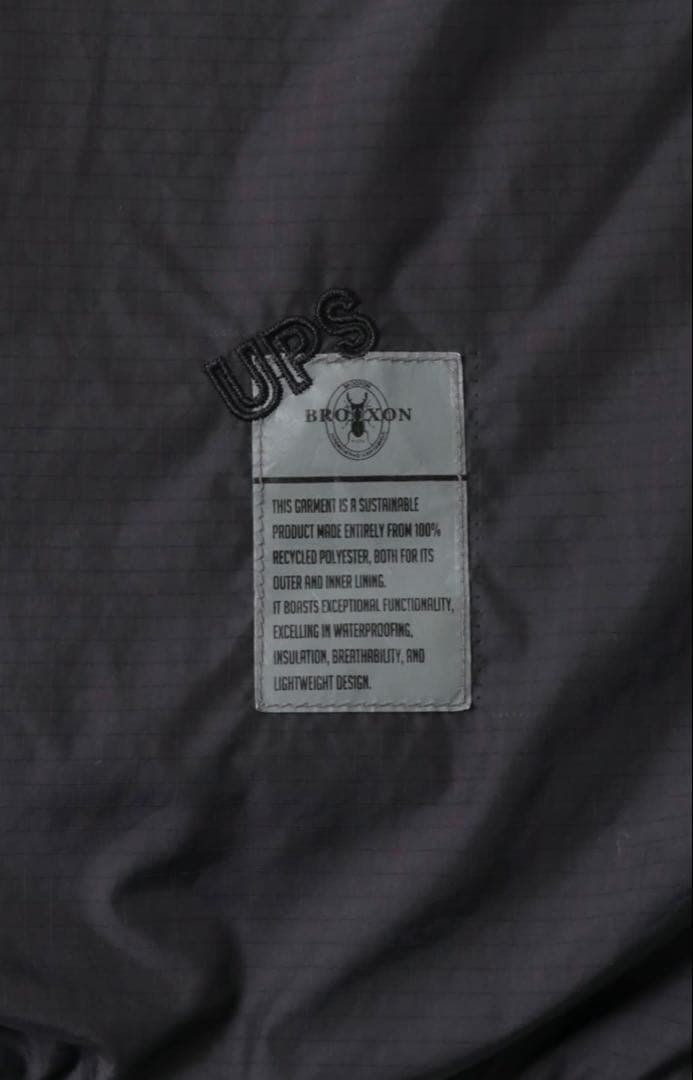 UPS
BROTXON
THIS GARMENT IS A SUSTAINABLE
PRODUCT MADE ENTIRELY FROM 100%
RECYCLED POLYESTER, BOTH FOR ITS
OUTER AND INNER LINING.
IT BOASTS EXCEPTIONAL FUNCTIONALITY,
EXCELLING IN WATERPROOFING,
INSULATION, BREATHABILITY, AND
LIGHTWEIGHT DESIGN.